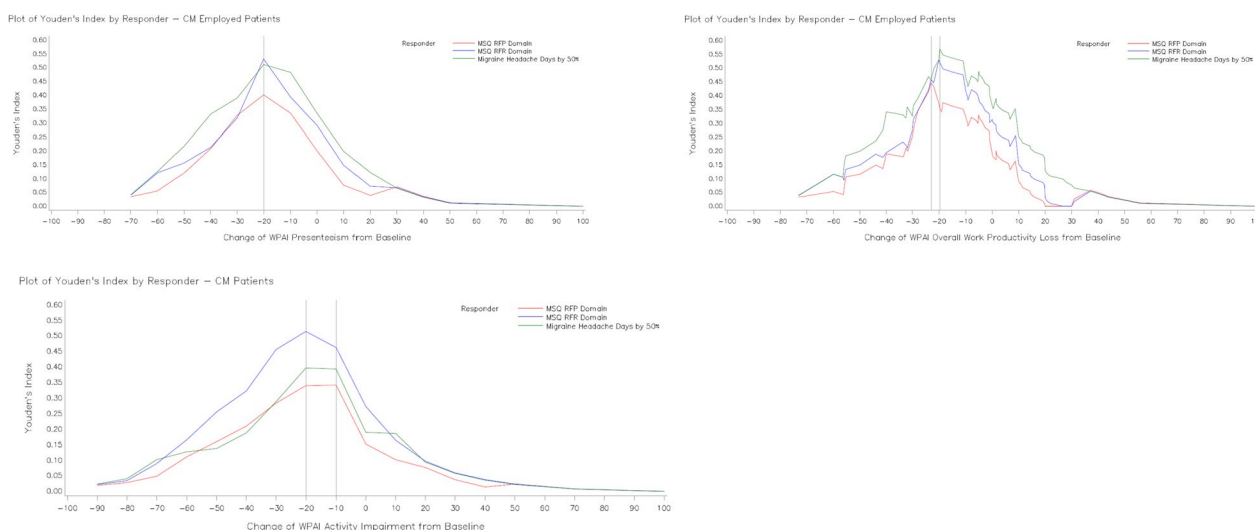 Plot of Youden's Index by Responder – CM Employed Patients
Responder
MSQ RFP Domain
MSQ RFR Domain
Migraine Headache Days by 50%
Youden's Index
0.60
0.55
0.50
0.45
0.40
0.35
0.30
0.25
0.20
0.15
0.10
0.05
0.00
-100 -90 -80 -70 -60 -50 -40 -30 -20 -10 0 10 20 30 40 50 60 70 80 90 100
Change of WPAI Presenteeism from Baseline
Plot of Youden's Index by Responder – CM Employed Patients
Responder
MSQ RFP Domain
MSQ RFR Domain
Migraine Headache Days by 50%
Youden's Index
0.60
0.55
0.50
0.45
0.40
0.35
0.30
0.25
0.20
0.15
0.10
0.05
0.00
-100 -90 -80 -70 -60 -50 -40 -30 -20 -10 0 10 20 30 40 50 60 70 80 90
Change of WPAI Overall Work Productivity Loss from Baseline
Plot of Youden's Index by Responder – CM Patients
Responder
MSQ RFP Domain
MSQ RFR Domain
Migraine Headache Days by 50%
Youden's Index
0.60
0.55
0.50
0.45
0.40
0.35
0.30
0.25
0.20
0.15
0.10
0.05
0.00
-100 -90 -80 -70 -60 -50 -40 -30 -20 -10 0 10 20 30 40 50 60 70 80 90 100
Change of WPAI Activity Impairment from Baseline